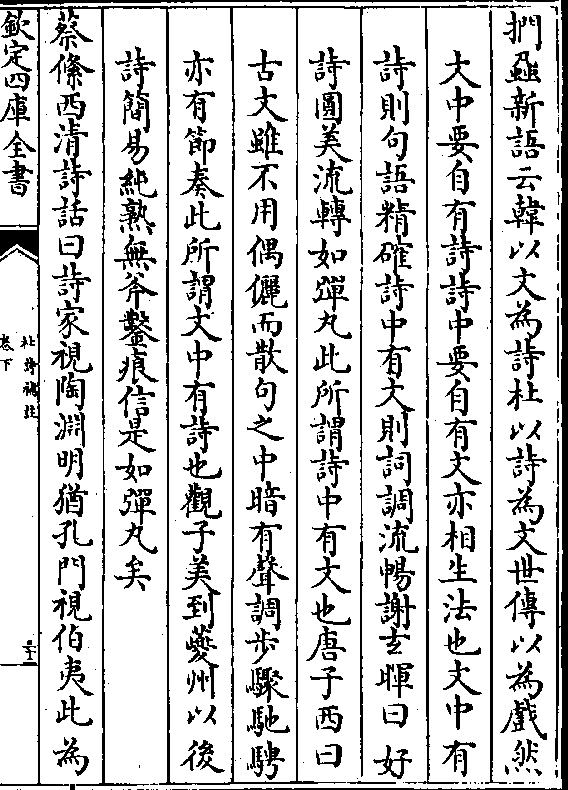 捫蝨新語云韓以文為詩杜以詩為文世傳以為戲然
文中要自有詩詩中要自有文亦相生法也文中有
詩則句語精確詩中有文則詞調流暢謝玄暉曰好
詩圓美流轉如彈丸此所謂詩中有文也唐子西曰
古文雖不用偶儷而散句之中暗有聲調步驟馳騁
亦有節奏此所謂文中有詩也觀子美到夔州以後
詩簡易純熟無斧鑿痕信是如彈丸矣
蔡絛西清詩話曰詩家視陶淵明猶孔門視伯夷此為
欽定四庫全書
杜詩攟
卷下